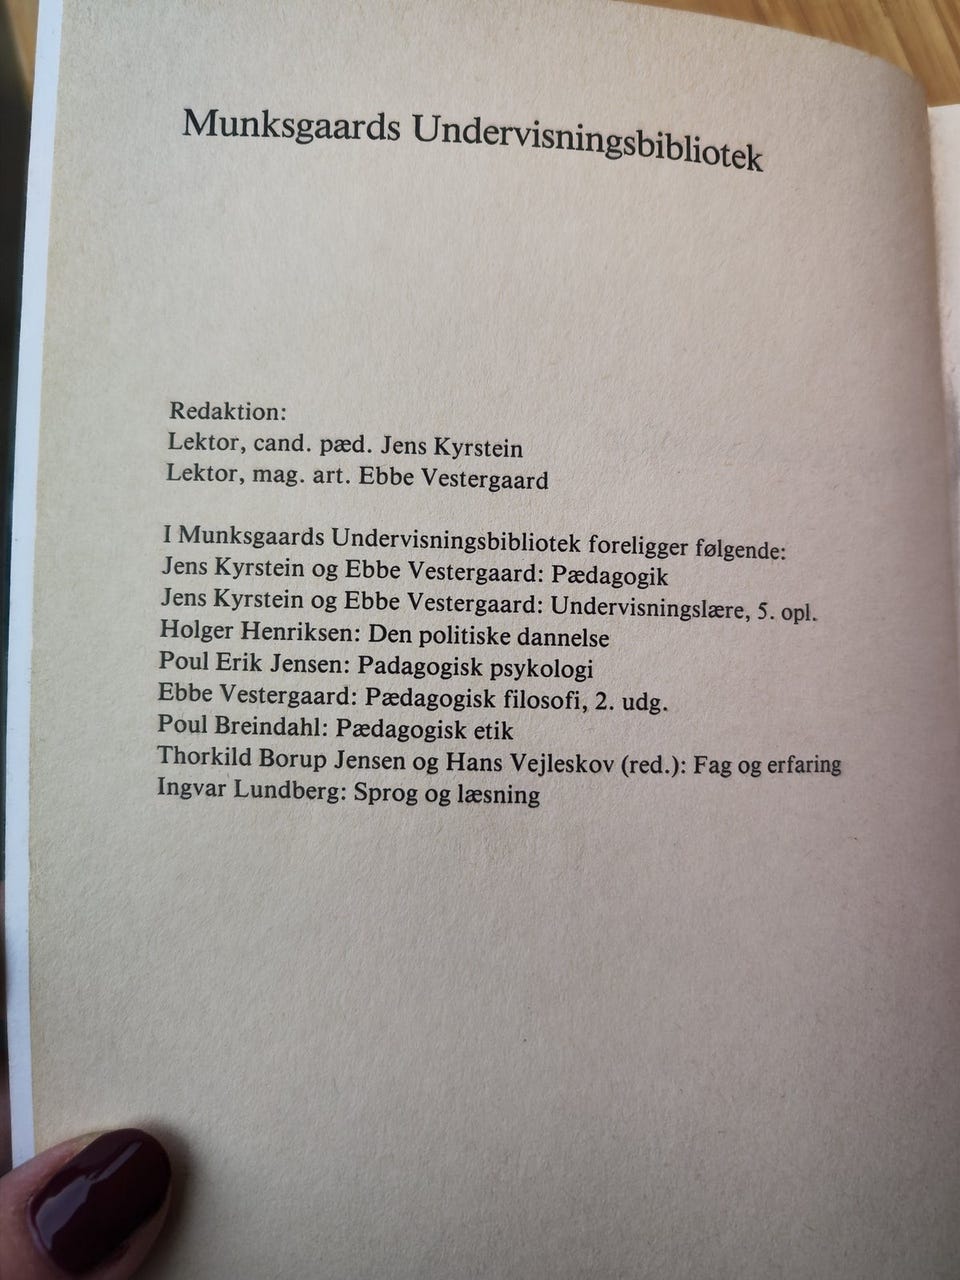 Munksgaards Undervisningsbibliotek
Redaktion:
Lektor, cand. pæd. Jens Kyrstein
Lektor, mag. art. Ebbe Vestergaard
I Munksgaards Undervisningsbibliotek foreligger følgende:
Jens Kyrstein og Ebbe Vestergaard: Pædagogik
Jens Kyrstein og Ebbe Vestergaard: Undervisningslære, 5. opl.
Holger Henriksen: Den politiske dannelse
Poul Erik Jensen: Padagogisk psykologi
Ebbe Vestergaard: Pædagogisk filosofi, 2. udg.
Poul Breindahl: Pædagogisk etik
Thorkild Borup Jensen og Hans Vejleskov (red.): Fag og erfaring
Ingvar Lundberg: Sprog og læsning